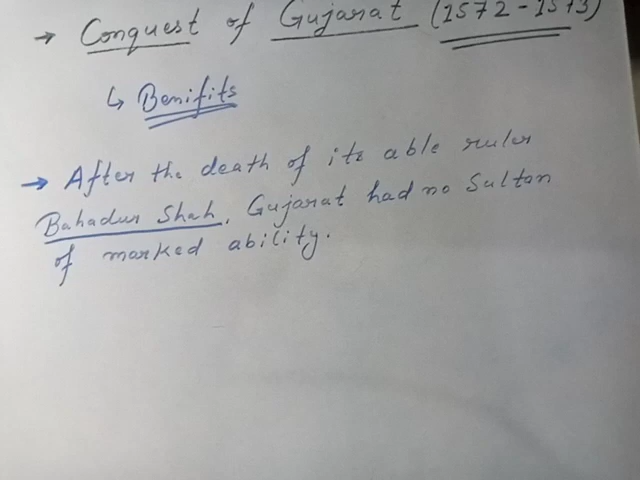 → Conquest of Gujarat (1572-1573)
↳ Benifits
→ After the death of its able ruler
Bahadur Shah, Gujarat had no Sultan
of marked ability.